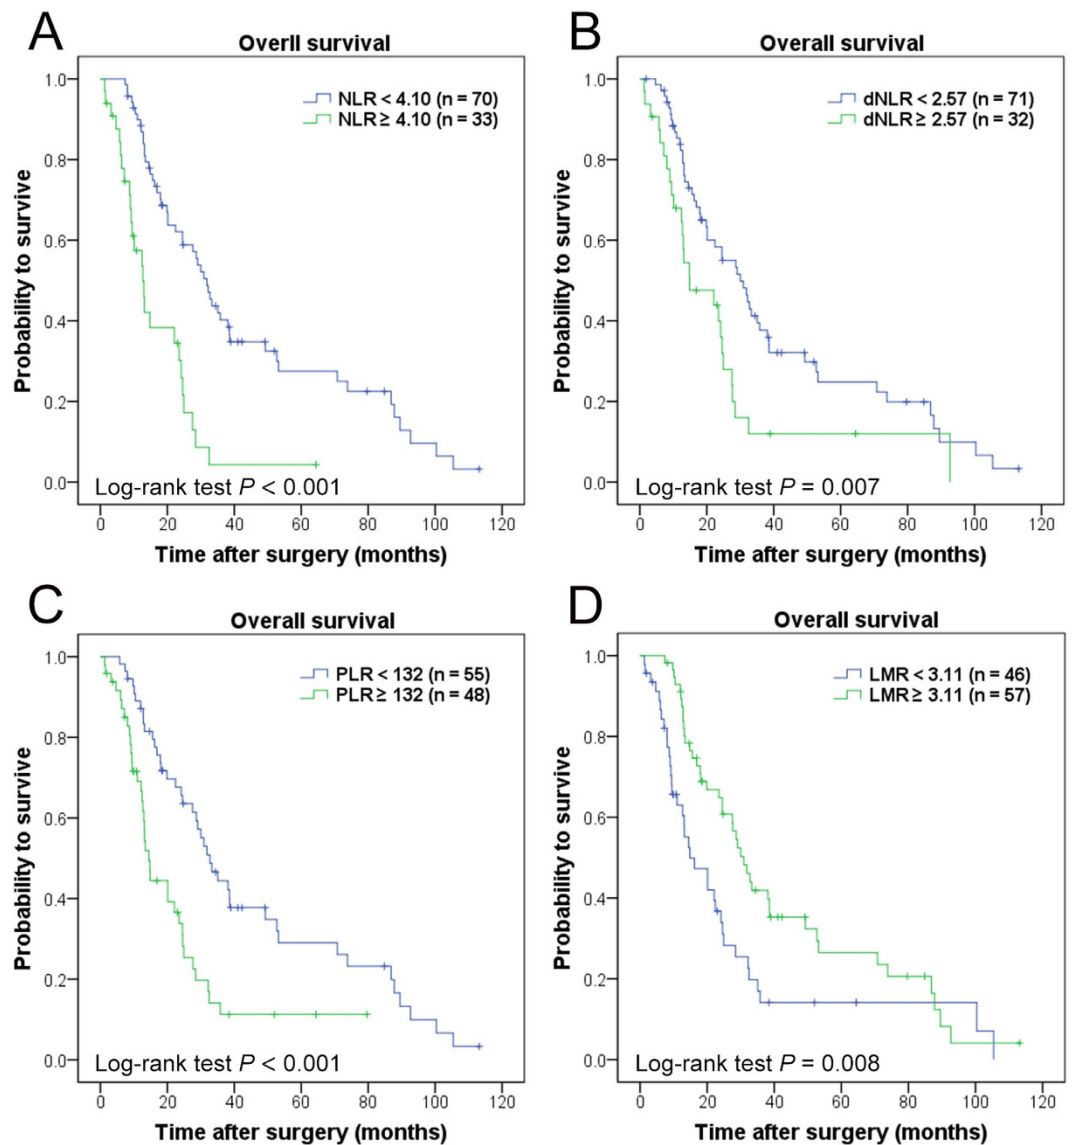 A
Overll survival
NLR < 4.10 (n = 70)
NLR ≥ 4.10 (n = 33)
1.0
0.8
0.6
0.4
0.2
0.0
Probability to survive
Log-rank test P < 0.001
0 20 40 60 80 100 120
Time after surgery (months)
B
Overall survival
dNLR < 2.57 (n = 71)
dNLR ≥ 2.57 (n = 32)
1.0
0.8
0.6
0.4
0.2
0.0
Probability to survive
Log-rank test P = 0.007
0 20 40 60 80 100 120
Time after surgery (months)
C
Overall survival
PLR < 132 (n = 55)
PLR ≥ 132 (n = 48)
1.0
0.8
0.6
0.4
0.2
0.0
Probability to survive
Log-rank test P < 0.001
0 20 40 60 80 100 120
Time after surgery (months)
D
Overall survival
LMR < 3.11 (n = 46)
LMR ≥ 3.11 (n = 57)
1.0
0.8
0.6
0.4
0.2
0.0
Probability to survive
Log-rank test P = 0.008
0 20 40 60 80 100 120
Time after surgery (months)